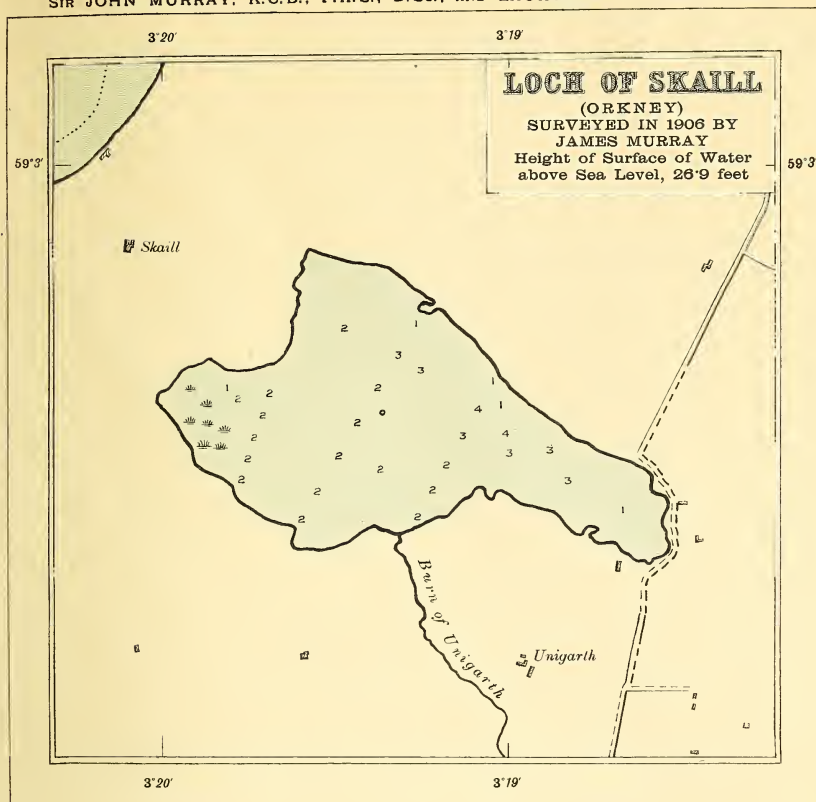 SIR JOHN MURRAY, K.C.B.,
3°20' 3°19'
LOCH OF SKAILL
(ORKNEY)
SURVEYED IN 1906 BY
JAMES MURRAY
Height of Surface of Water
above Sea Level, 26·9 feet
59°3' 59°3'
Skaill
2 1
3
3
1 2 2 2 1
2 4 1
2 2
2 3 4
2 2 3 3
2 2 2
2 3
2 2 1
2 2
Burn of Unigarth
Unigarth
3°20' 3°19'